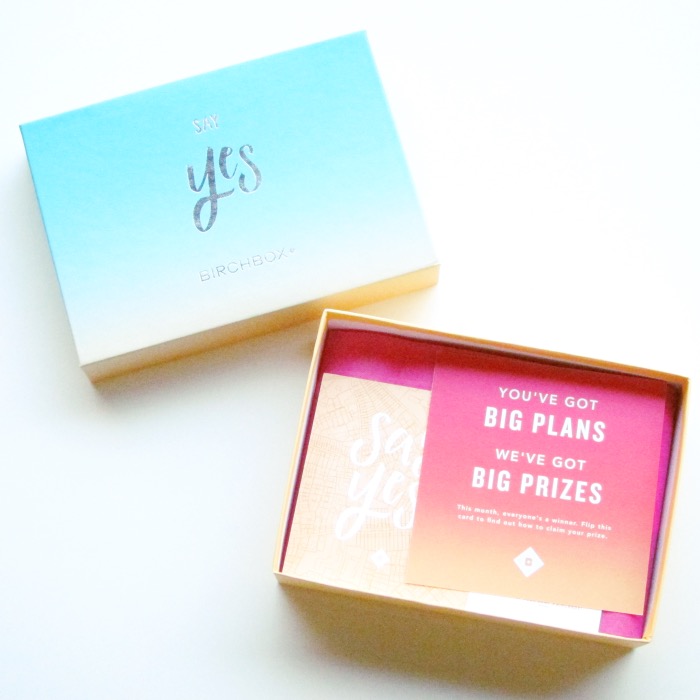 SAY
yes
BIRCHBOX®
say
yes
YOU'VE GOT
BIG PLANS
WE'VE GOT
BIG PRIZES
This month, everyone's a winner. Flip this
card to find out how to claim your prize.